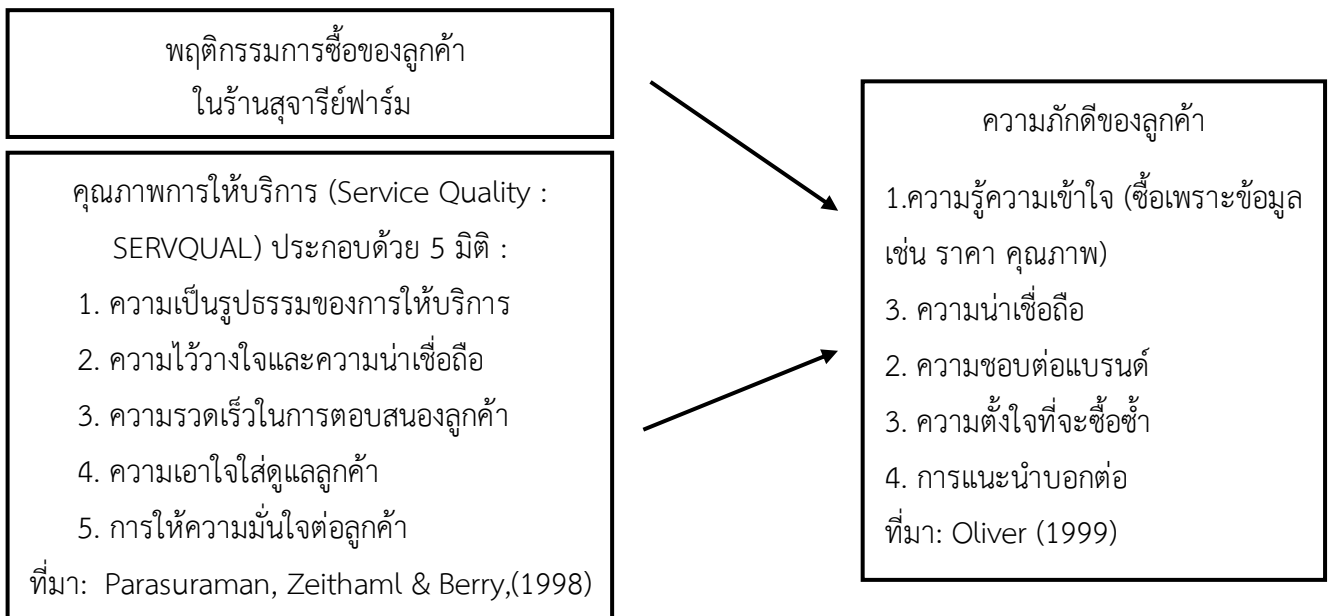 พฤติกรรมการซื้อของลูกค้า
ในร้านสุจารีย์ฟาร์ม
คุณภาพการให้บริการ (Service Quality :
SERVQUAL) ประกอบด้วย 5 มิติ :
1. ความเป็นรูปธรรมของการให้บริการ
2. ความไว้วางใจและความน่าเชื่อถือ
3. ความรวดเร็วในการตอบสนองลูกค้า
4. ความเอาใจใส่ดูแลลูกค้า
5. การให้ความมั่นใจต่อลูกค้า
ที่มา: Parasuraman, Zeithaml & Berry,(1998)
ความภักดีของลูกค้า
1.ความรู้ความเข้าใจ (ซื้อเพราะข้อมูล
เช่น ราคา คุณภาพ)
3. ความน่าเชื่อถือ
2. ความชอบต่อแบรนด์
3. ความตั้งใจที่จะซื้อซ้ำ
4. การแนะนำบอกต่อ
ที่มา: Oliver (1999)